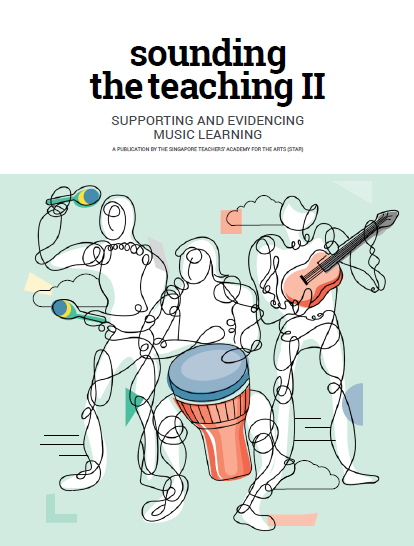 sounding
the teaching II
SUPPORTING AND EVIDENCING
MUSIC LEARNING
A PUBLICATION BY THE SINGAPORE TEACHERS' ACADEMY FOR THE ARTS (STAR)